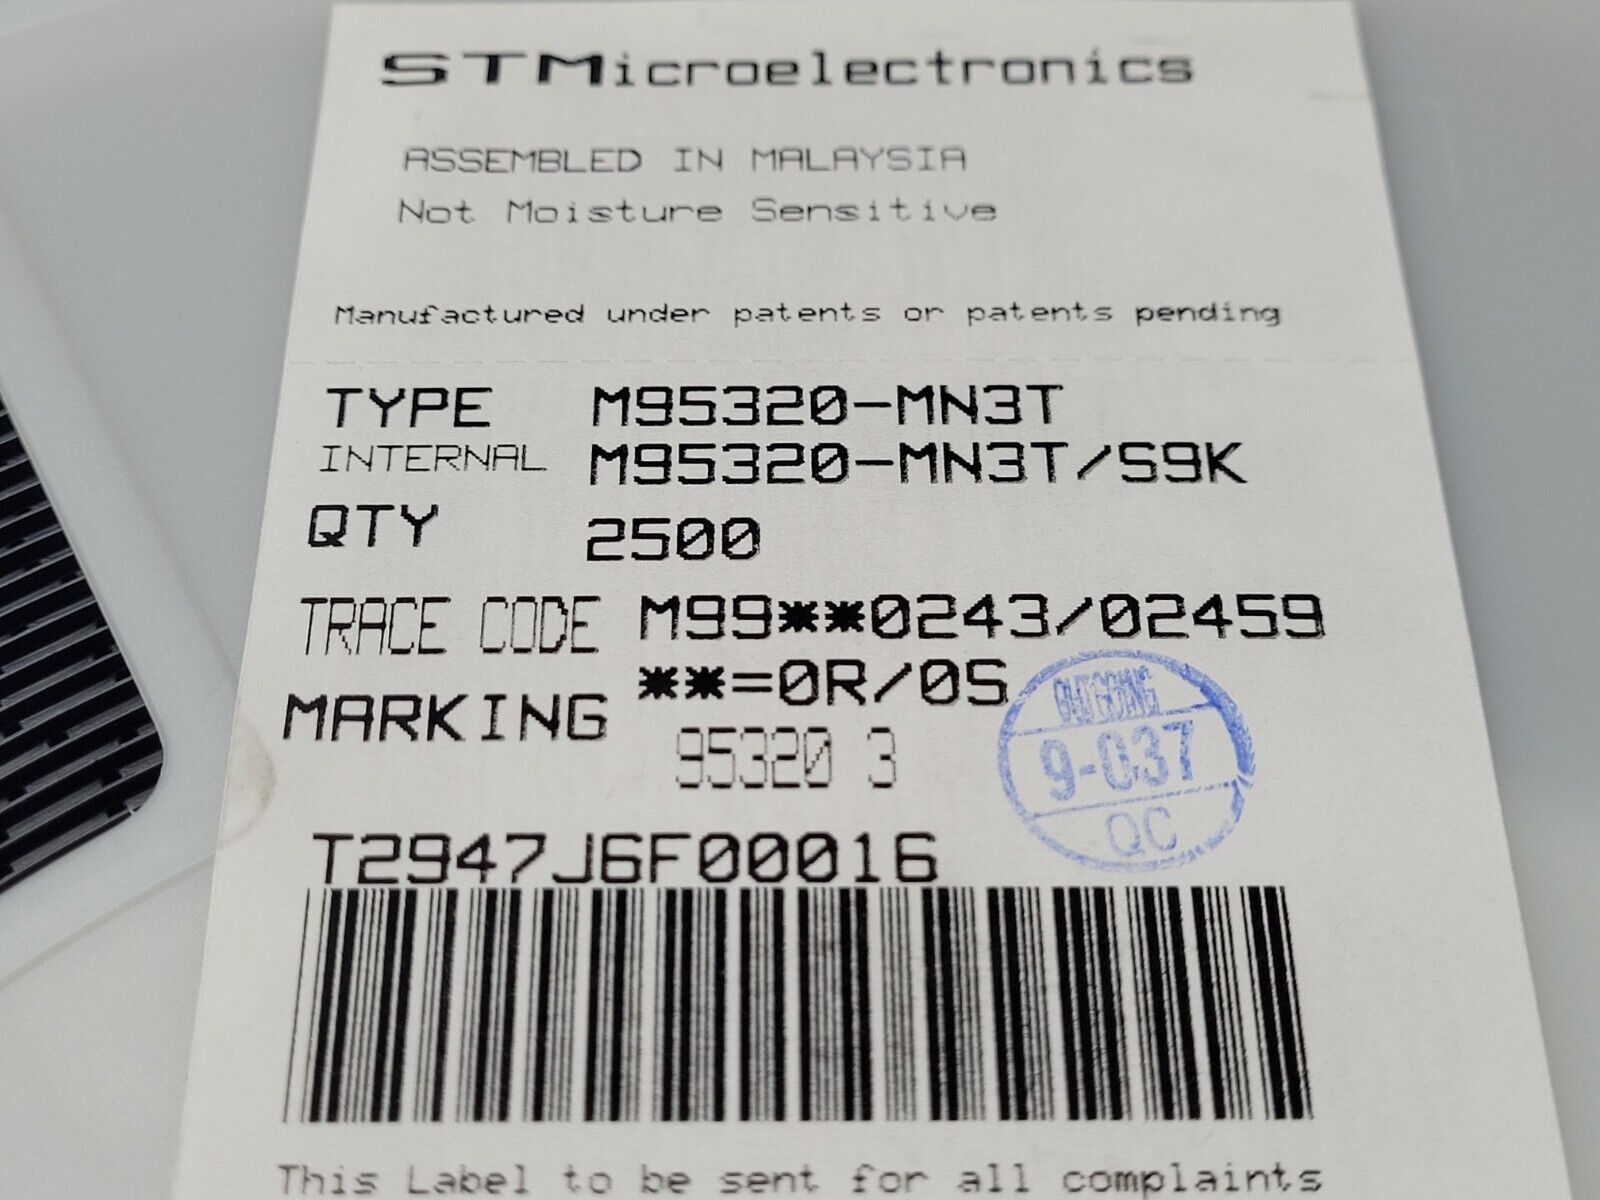 STMicroelectronics
ASSEMBLED IN MALAYSIA
Not Moisture Sensitive
Manufactured under patents or patents pending
TYPE M95320-MN3T
INTERNAL M95320-MN3T/S9K
QTY 2500
TRACE CODE M99**0243/02459
**=0R/0S
MARKING 95320 3
OUTGOING
9-037
QC
T2947J6F00016
This Label to be sent for all complaints